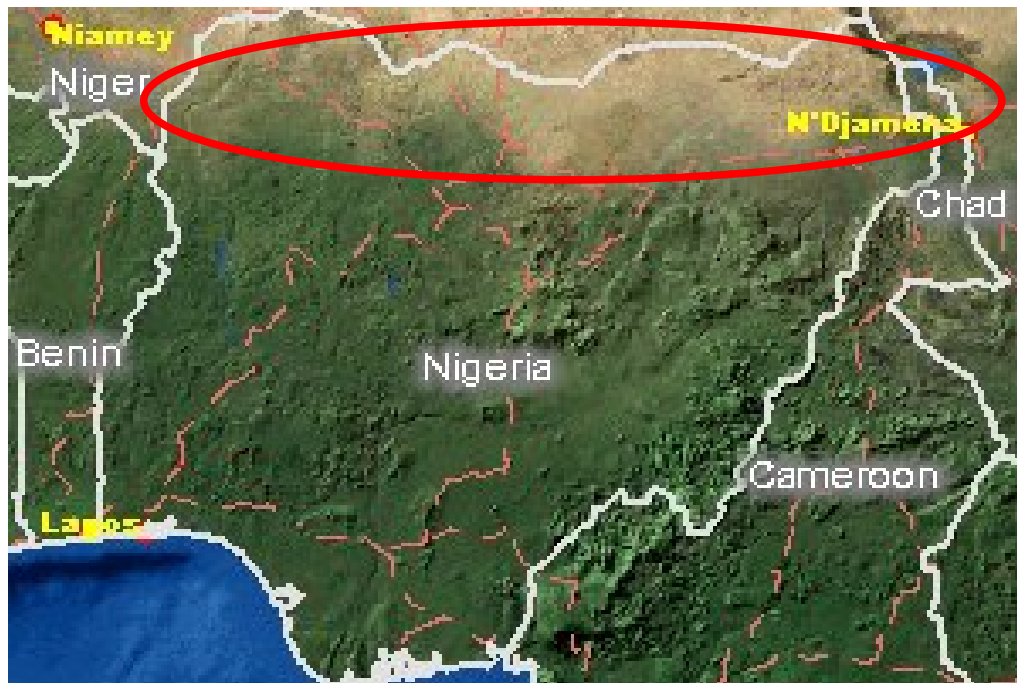 Niamey
Niger
N'Djamena
Chad
Benin
Nigeria
Cameroon
Lagos